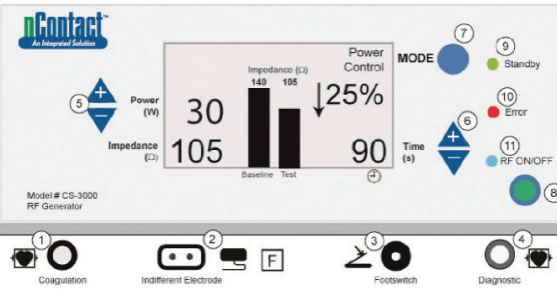 nContact™
An Integrated Solution
Power Control
MODE
7
9
Standby
Impedance (Ω)
140 105
↓25%
5
+
−
Power (W)
30
10
Error
6
+
−
Impedance (Ω)
105
90
Time (s)
11
RF ON/OFF
Baseline Test
8
Model # CS-3000
RF Generator
1
2
3
4
F
Coagulation
Indifferent Electrode
Footswitch
Diagnostic